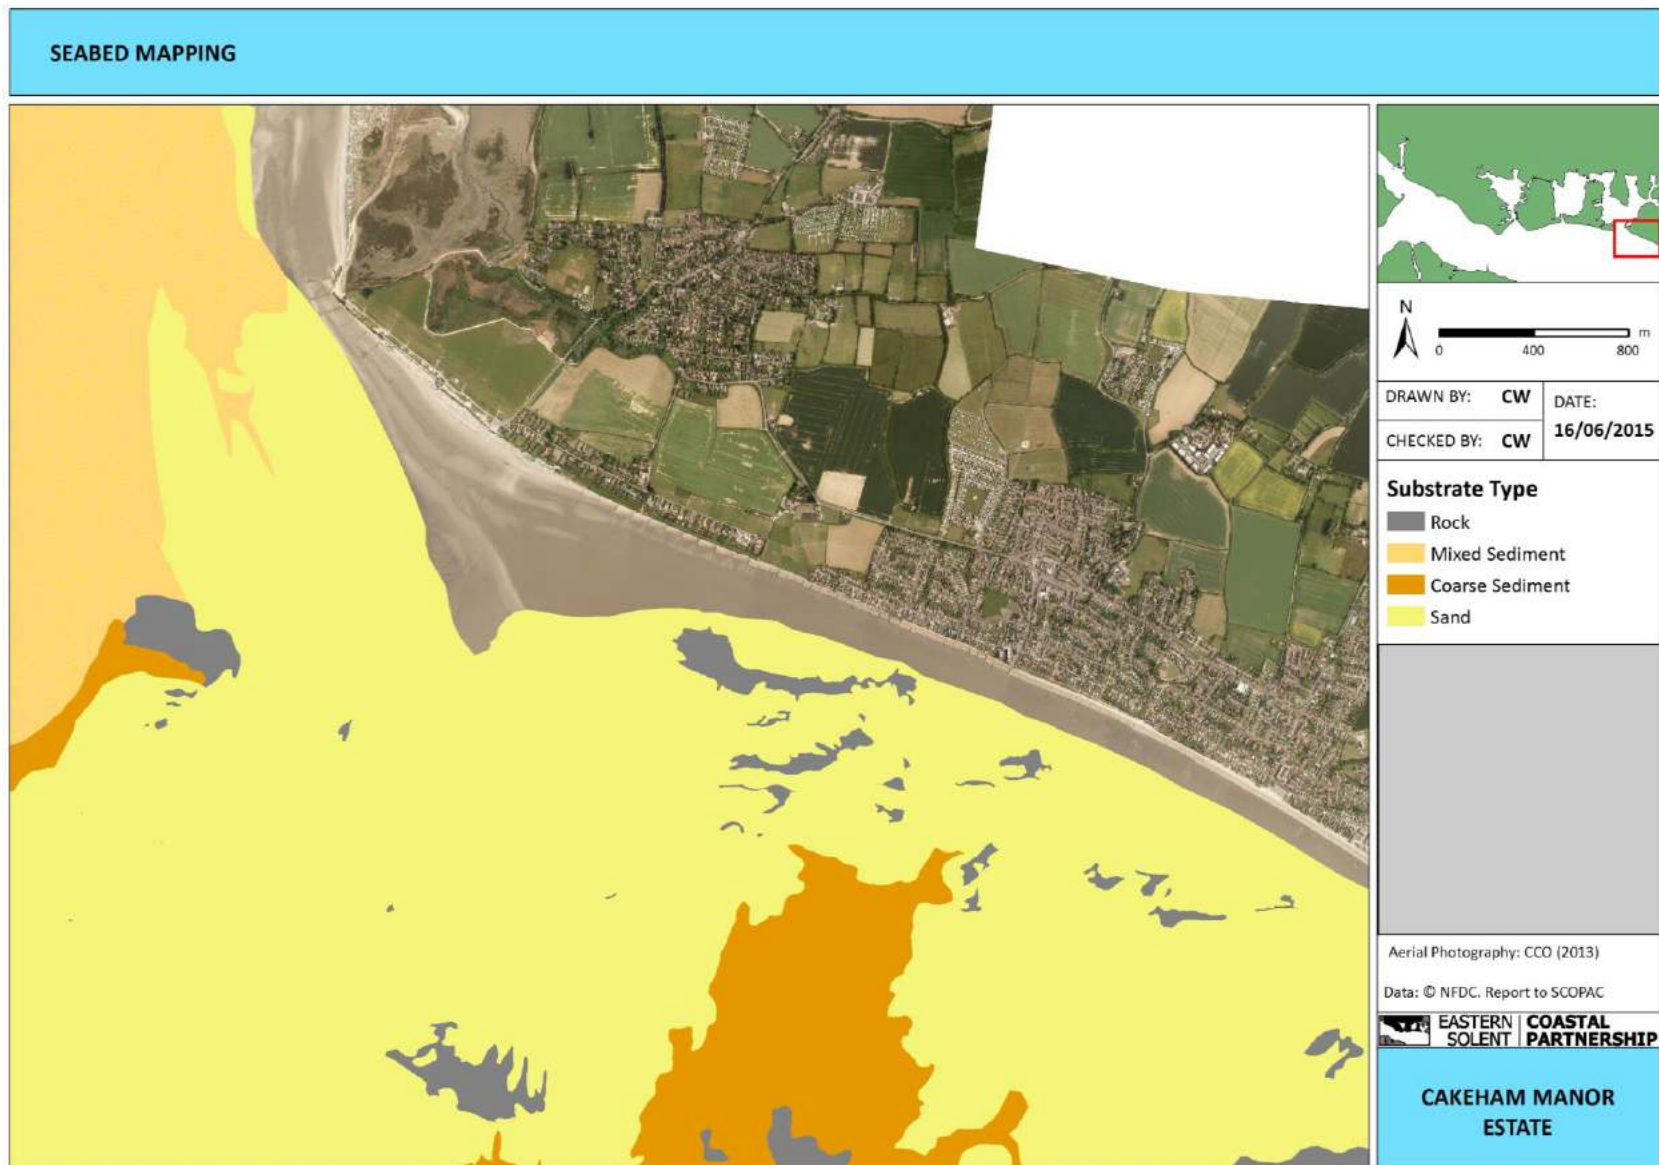 SEABED MAPPING
N
m
0 400 800
DRAWN BY: CW
CHECKED BY: CW
DATE:
16/06/2015
Substrate Type
Rock
Mixed Sediment
Coarse Sediment
Sand
Aerial Photography: CCO (2013)
Data: © NFDC. Report to SCOPAC
EASTERN SOLENT
COASTAL PARTNERSHIP
CAKEHAM MANOR
ESTATE